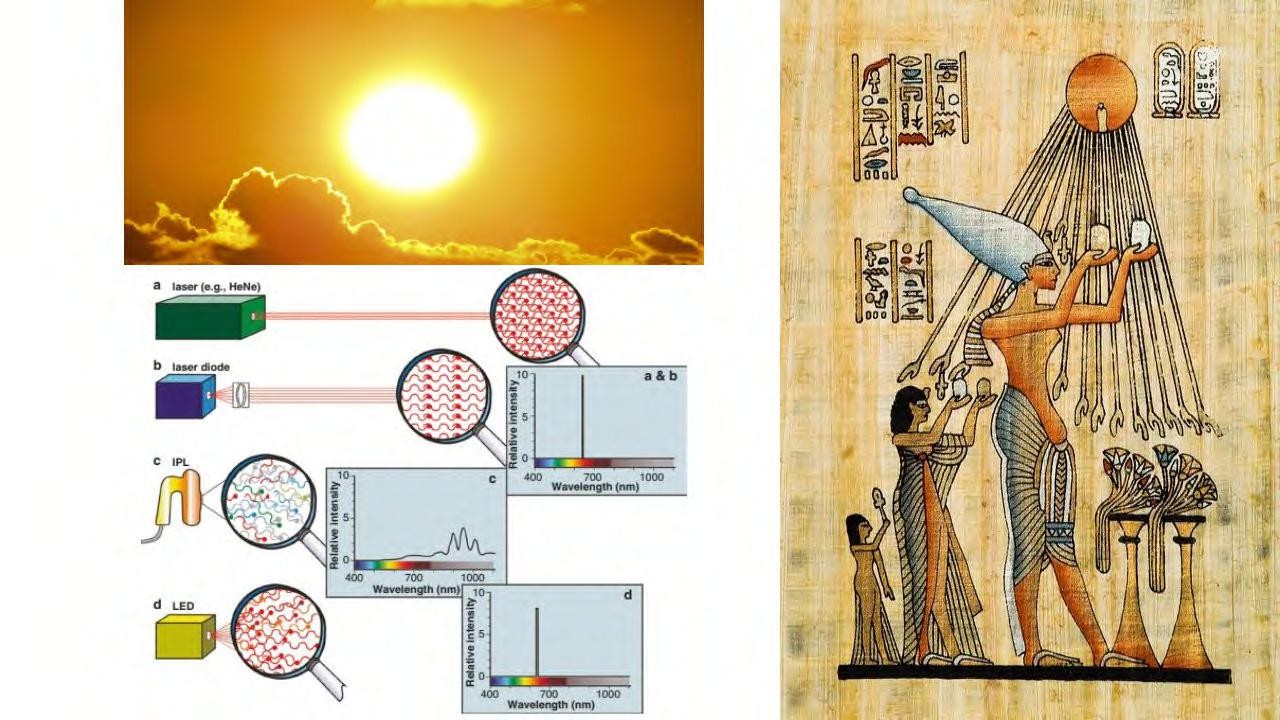 a laser (e.g., HeNe)
b laser diode
a & b
Relative intensity
10
5
0
400 700 1000
Wavelength (nm)
c IPL
c
Relative intensity
10
5
0
400 700 1000
Wavelength (nm)
d LED
d
Relative intensity
10
5
0
400 700 1000
Wavelength (nm)